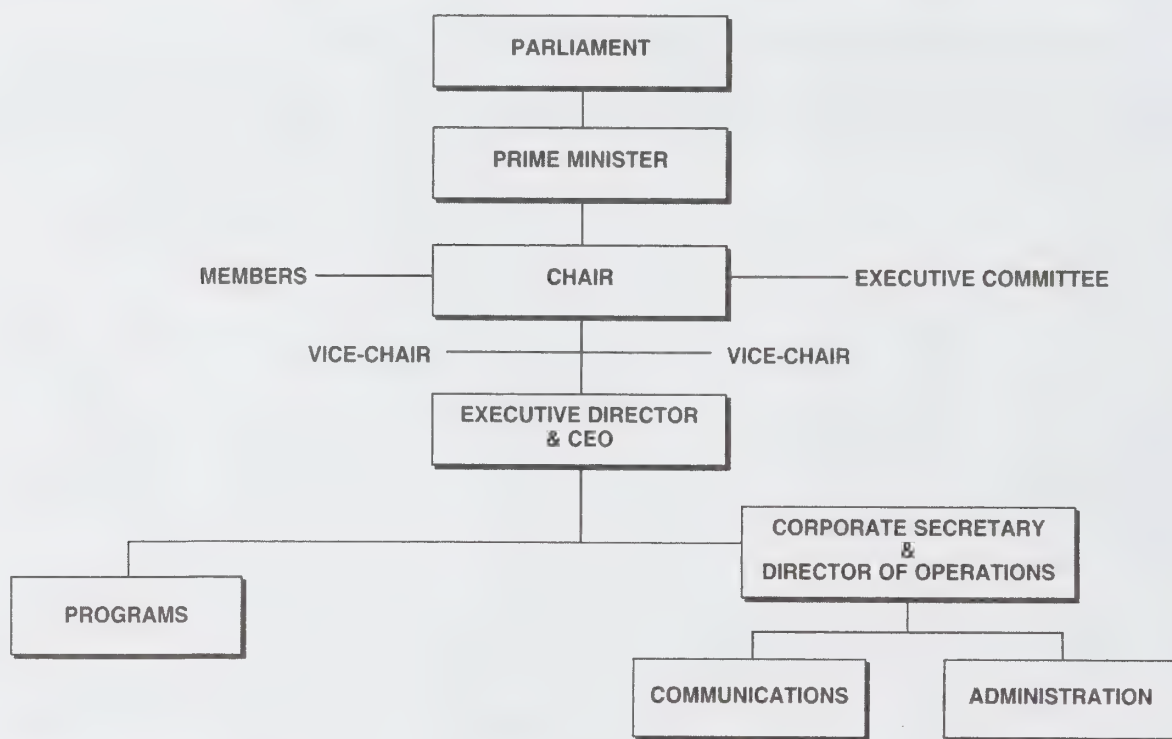 PARLIAMENT
PRIME MINISTER
MEMBERS
CHAIR
EXECUTIVE COMMITTEE
VICE-CHAIR
VICE-CHAIR
EXECUTIVE DIRECTOR
& CEO
CORPORATE SECRETARY
&
DIRECTOR OF OPERATIONS
PROGRAMS
COMMUNICATIONS
ADMINISTRATION